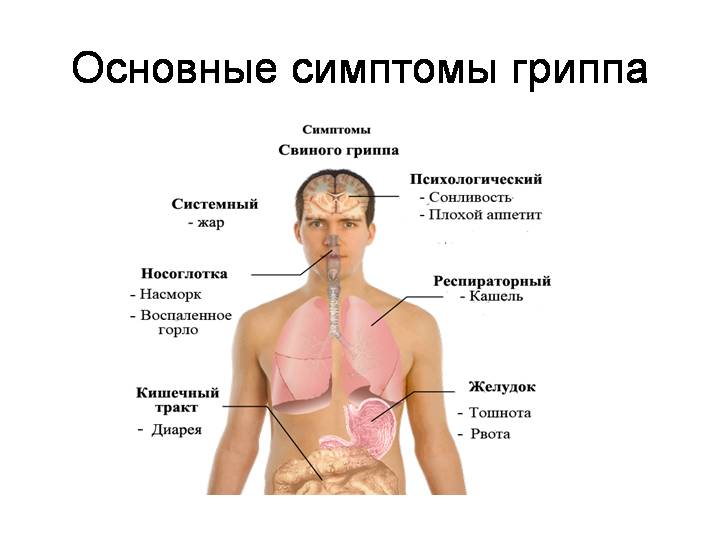 Основные симптомы гриппа
Симптомы
Свиного гриппа
Психологический
- Сонливость
- Плохой аппетит
Системный
- жар
Носоглотка
- Насморк
- Воспаленное
горло
Респираторный
- Кашель
Кишечный
тракт
- Диарея
Желудок
- Тошнота
- Рвота